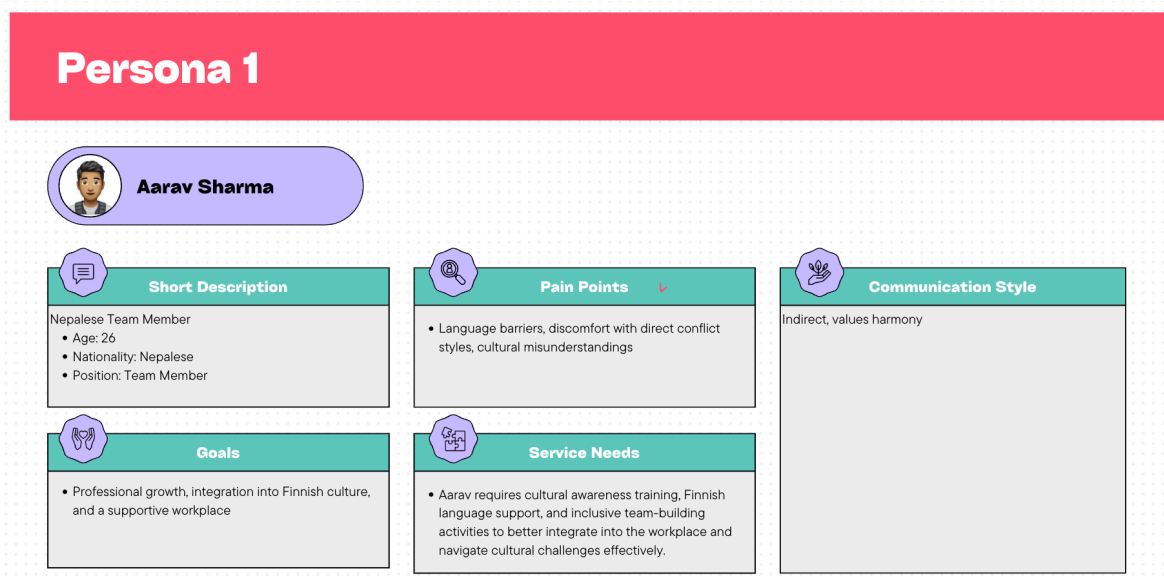 Persona 1
Aarav Sharma
Short Description
Nepalese Team Member
• Age: 26
• Nationality: Nepalese
• Position: Team Member
Pain Points
• Language barriers, discomfort with direct conflict
styles, cultural misunderstandings
Communication Style
Indirect, values harmony
Goals
• Professional growth, integration into Finnish culture,
and a supportive workplace
Service Needs
• Aarav requires cultural awareness training, Finnish
language support, and inclusive team-building
activities to better integrate into the workplace and
navigate cultural challenges effectively.